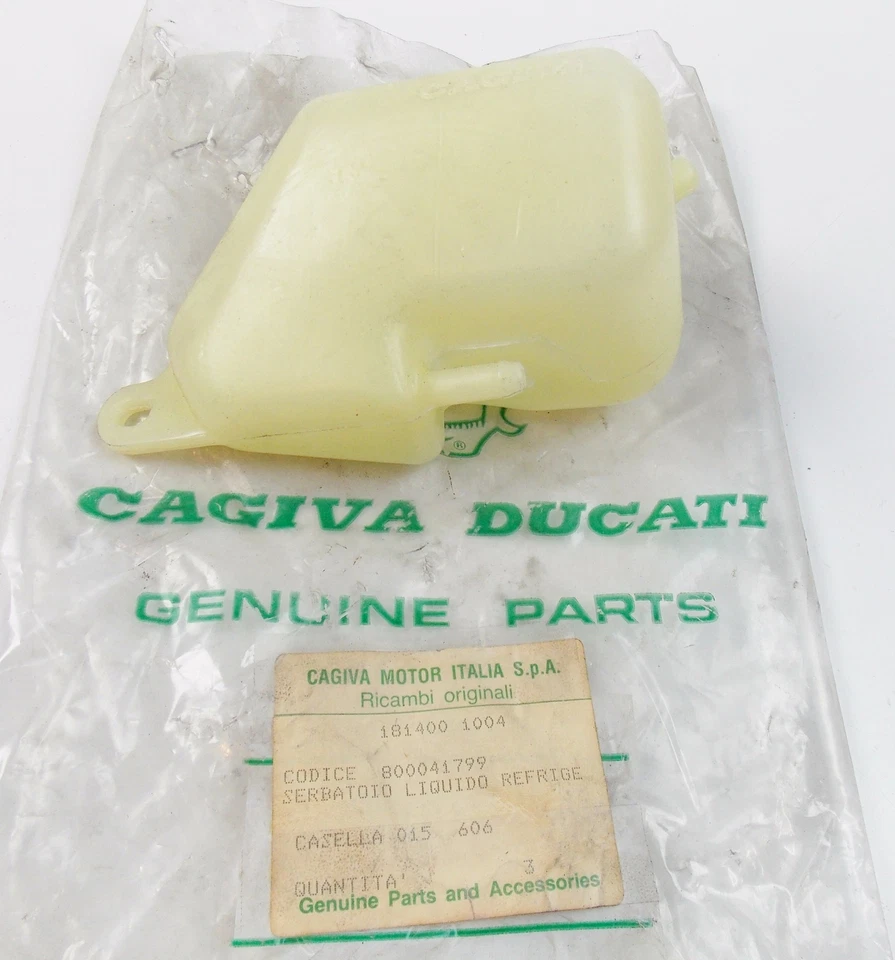 ®
CAGIVA DUCATI
GENUINE PARTS
CAGIVA MOTOR ITALIA S.p.A.
Ricambi originali
181400 1004
CODICE 800041799
SERBATOIO LIQUIDO REFRIGE
CASELLA 015 606
QUANTITA' 3
Genuine Parts and Accessories